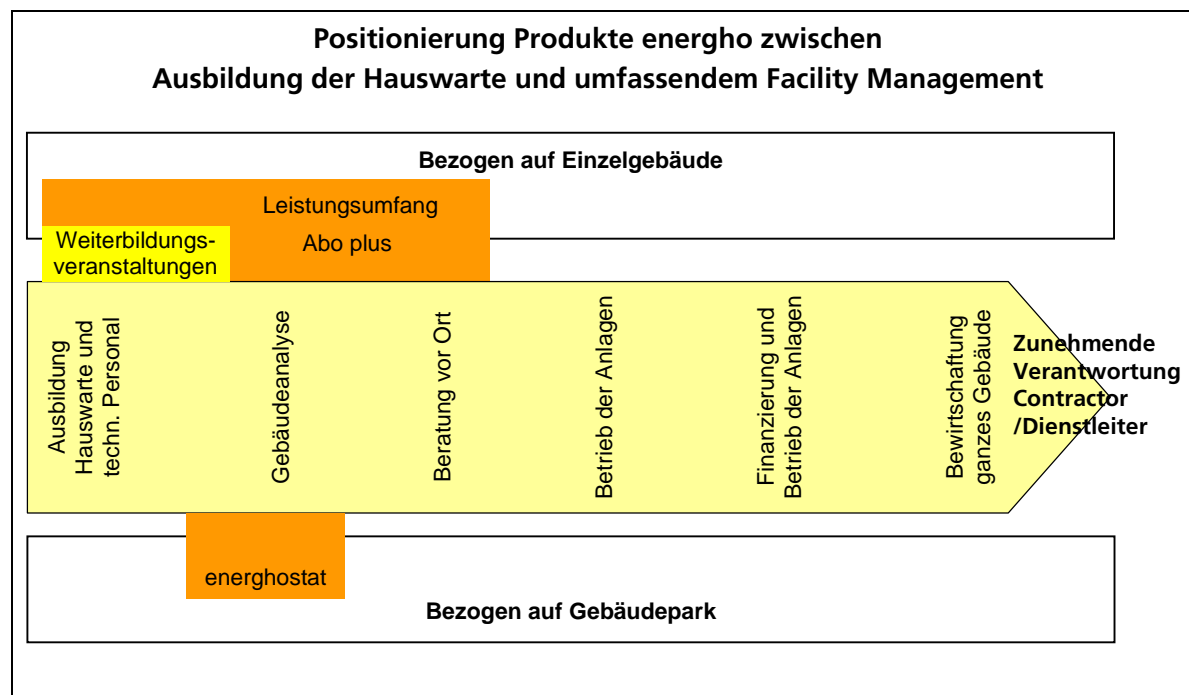 Positionierung Produkte energho zwischen
Ausbildung der Hauswarte und umfassendem Facility Management
Bezogen auf Einzelgebäude
Leistungsumfang
Abo plus
Weiterbildungs-
veranstaltungen
Ausbildung
Hauswarte und
techn. Personal
Gebäudeanalyse
Beratung vor Ort
Betrieb der Anlagen
Finanzierung und
Betrieb der Anlagen
Bewirtschaftung
ganzes Gebäude
Zunehmende
Verantwortung
Contractor
/Dienstleiter
energhostat
Bezogen auf Gebäudepark